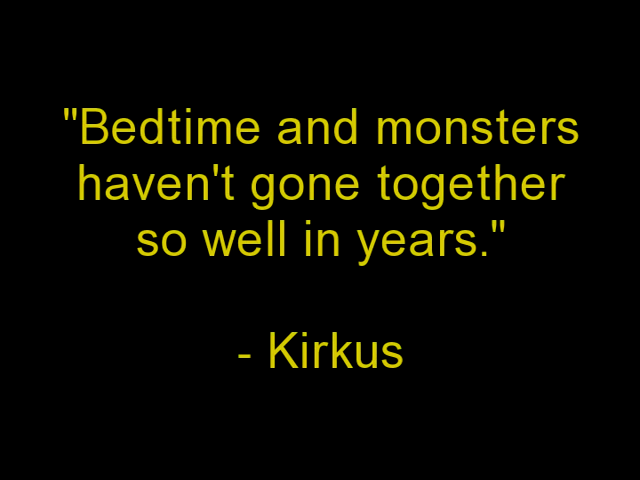 "Bedtime and monsters
haven't gone together
so well in years."
- Kirkus